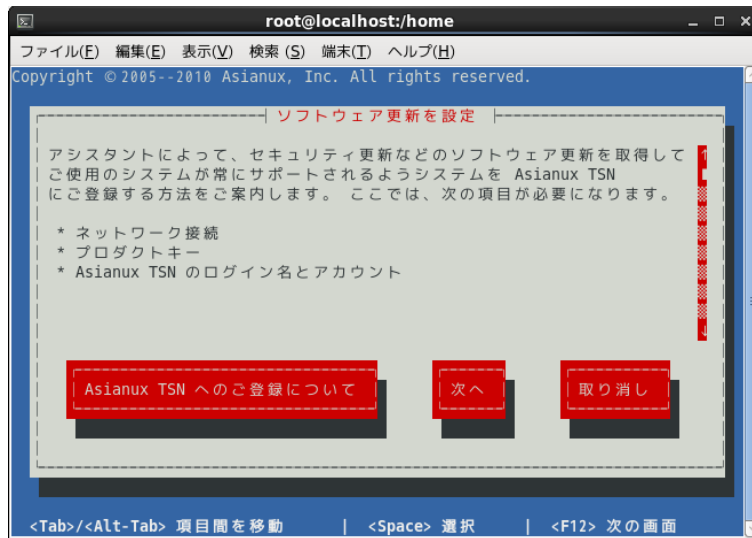 root@localhost:/home
ファイル(F) 編集(E) 表示(V) 検索 (S) 端末(T) ヘルプ(H)
Copyright © 2005--2010 Asianux, Inc. All rights reserved.
ソフトウェア更新を設定
アシスタントによって、セキュリティ更新などのソフトウェア更新を取得して
ご使用のシステムが常にサポートされるようシステムを Asianux TSN
にご登録する方法をご案内します。 ここでは、次の項目が必要になります。
* ネットワーク接続
* プロダクトキー
* Asianux TSN のログイン名とアカウント
Asianux TSN へのご登録について 次へ 取り消し
<Tab>/<Alt-Tab> 項目間を移動 | <Space> 選択 | <F12> 次の画面